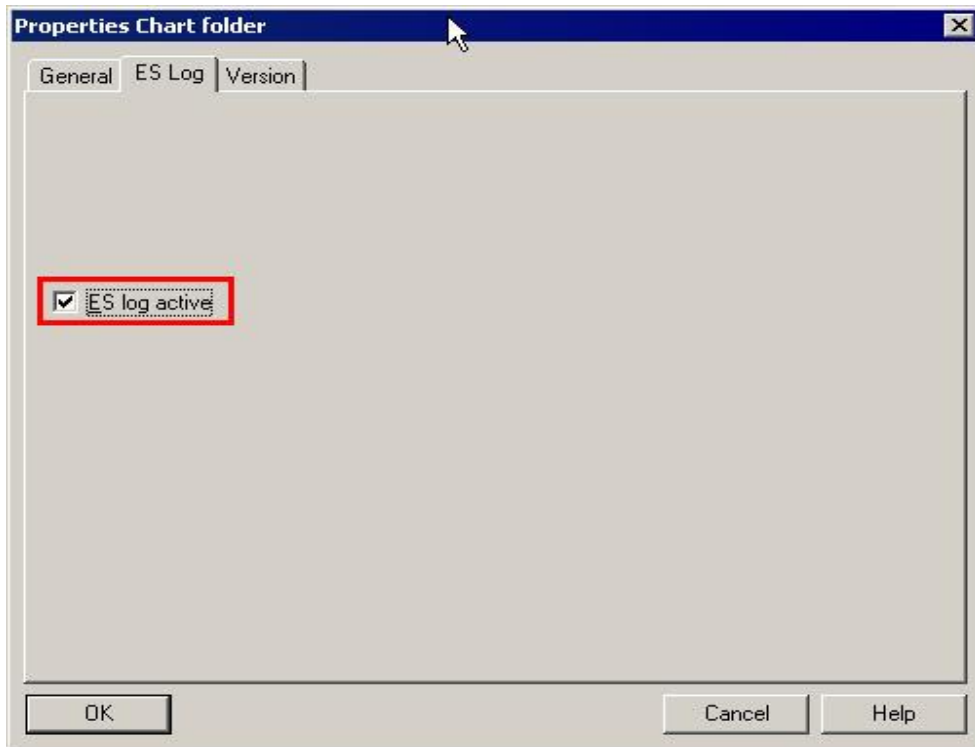 Properties Chart folder
General ES Log Version
ES log active
OK Cancel Help